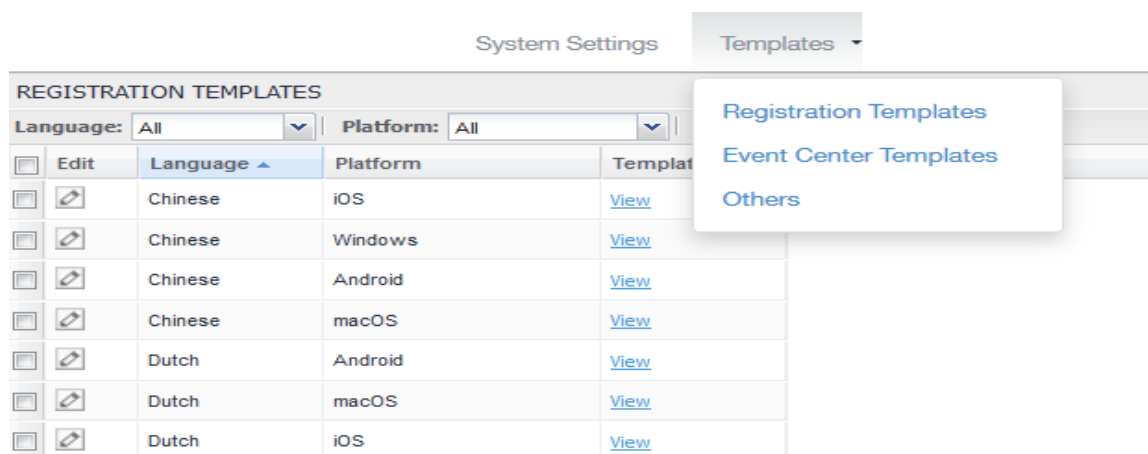 System Settings Templates
REGISTRATION TEMPLATES
Registration Templates
Event Center Templates
Others
Language: All Platform: All
Edit Language Platform Templat
Chinese iOS View
Chinese Windows View
Chinese Android View
Chinese macOS View
Dutch Android View
Dutch macOS View
Dutch iOS View